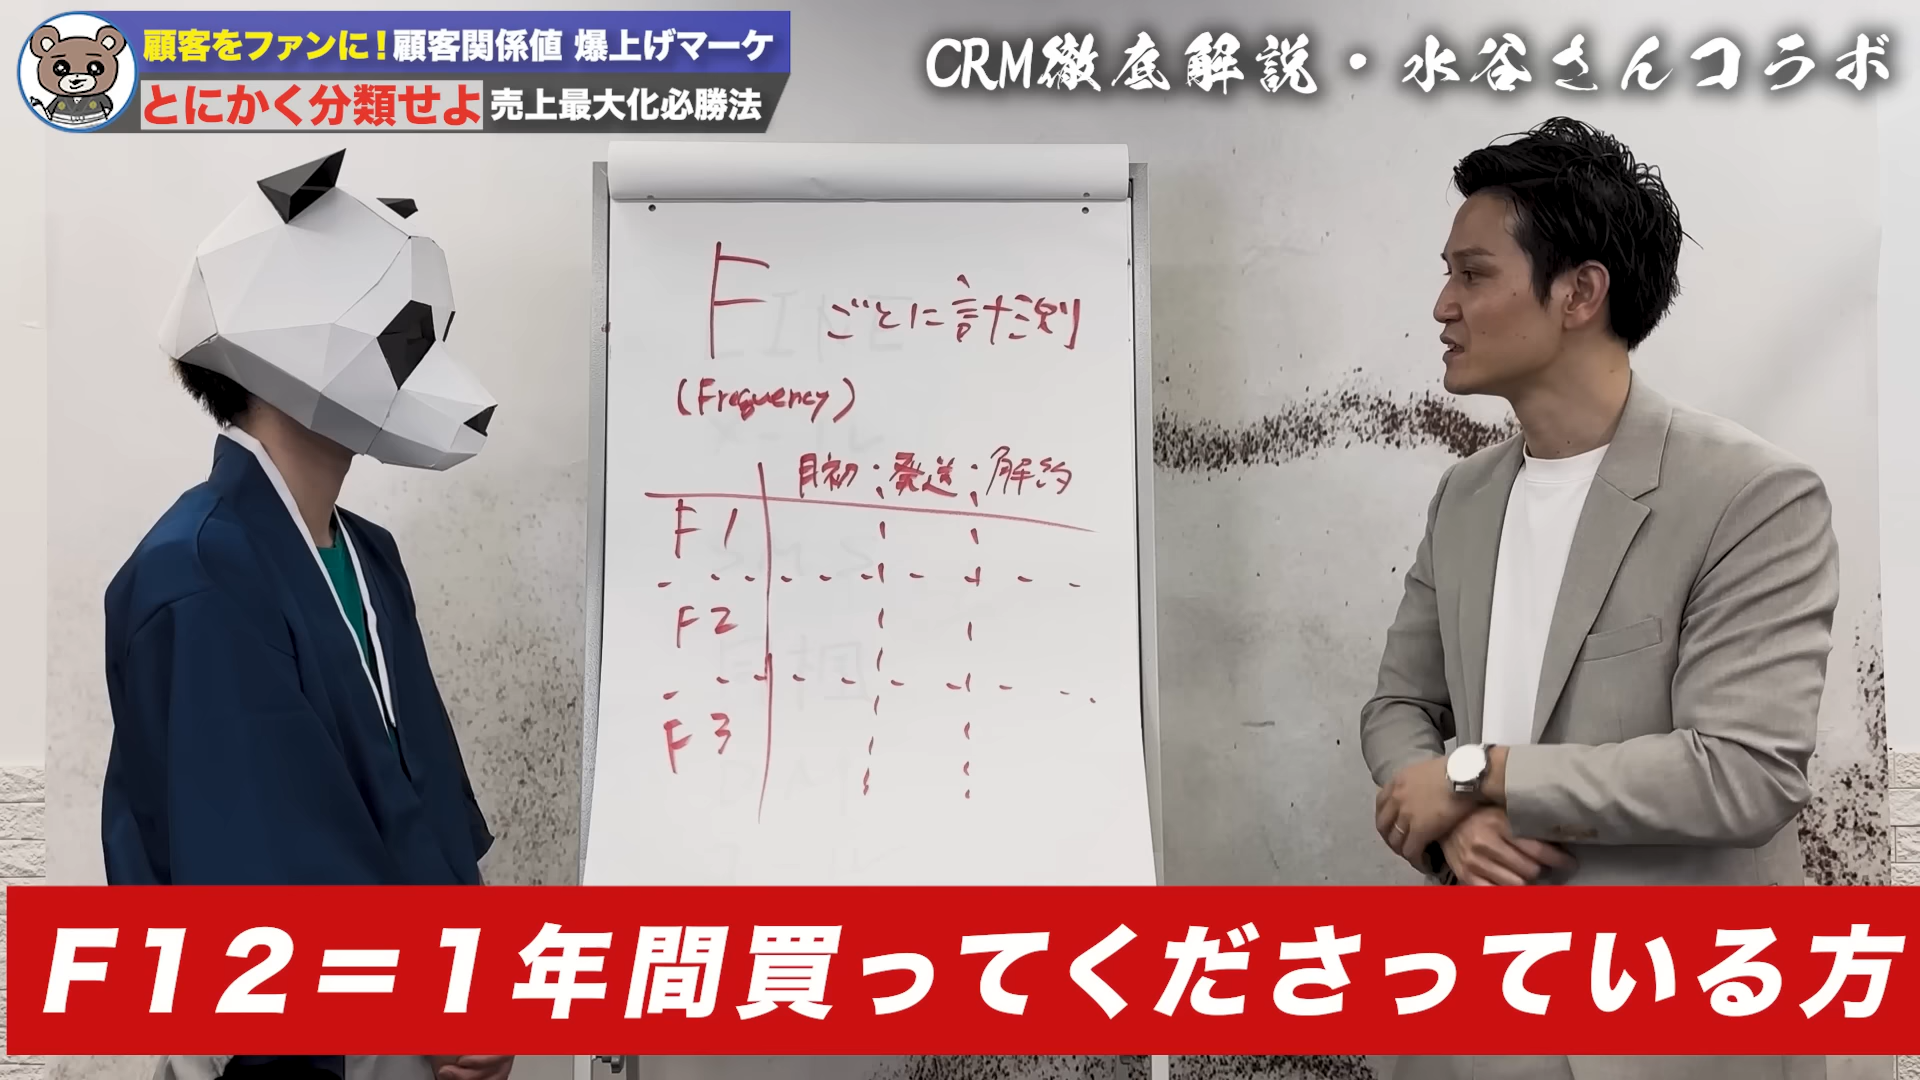 顧客をファンに!顧客関係値 爆上げマーケ
とにかく分類せよ 売上最大化必勝法
CRM徹底解説・水谷さんコラボ
F ごとに計測
(Frequency)
月初 発送 解約
F1
F2
F3
F12=1年間買ってくださっている方